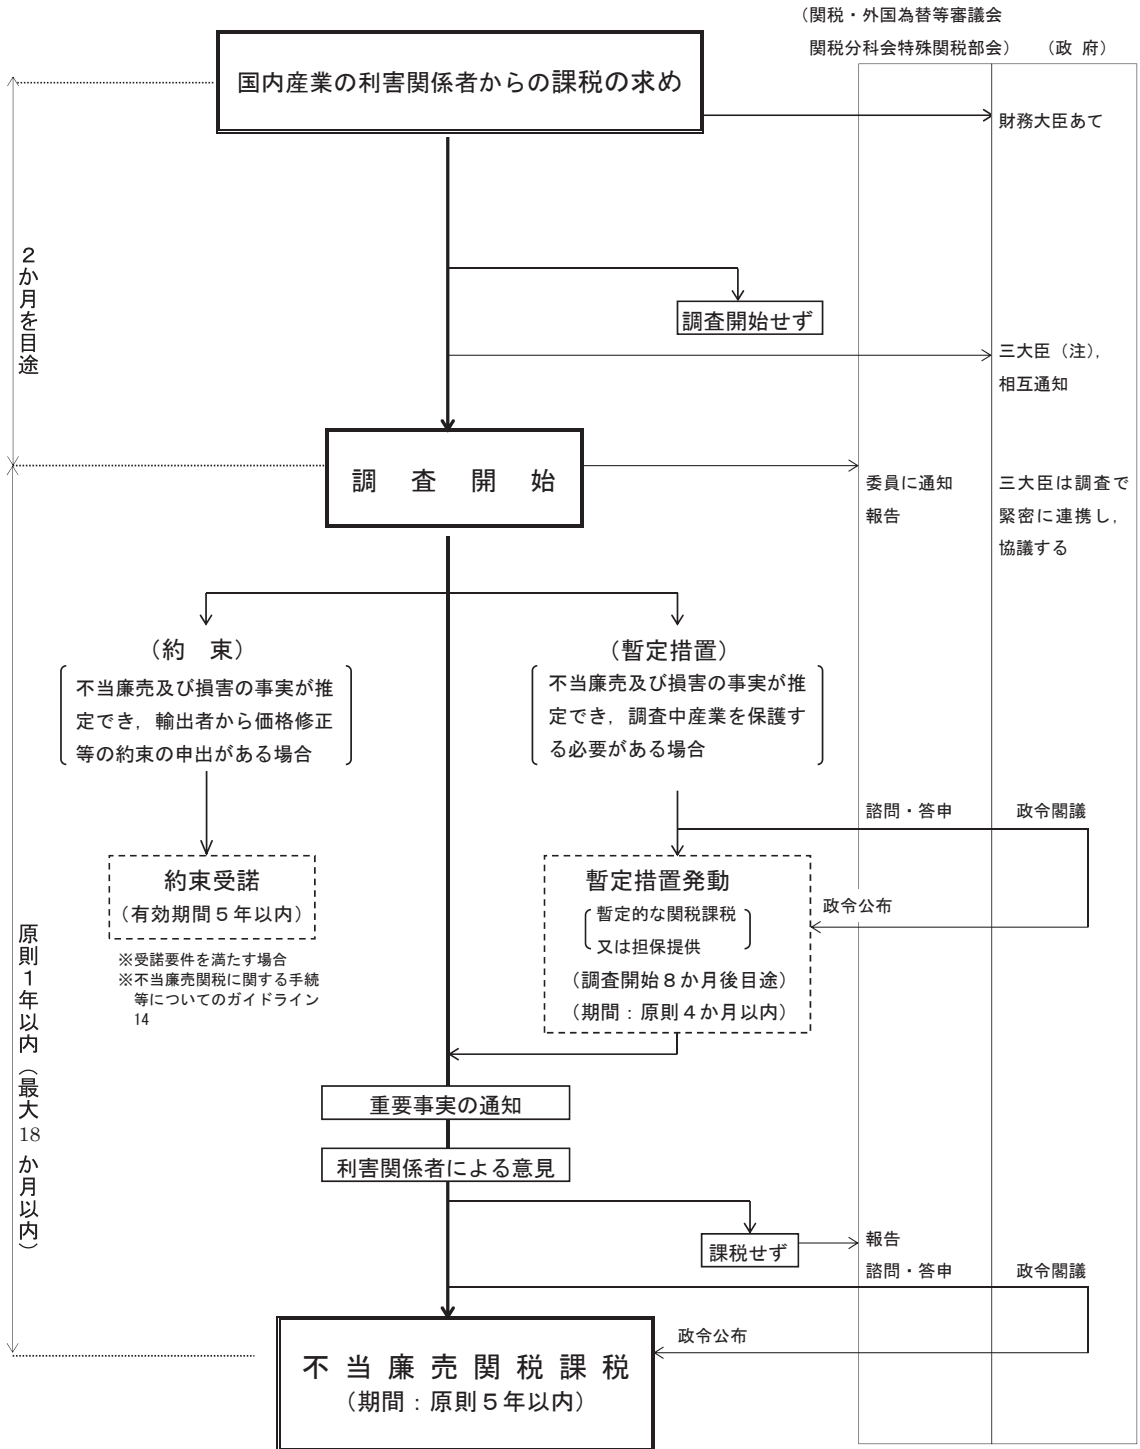 （関税・外国為替等審議会
関税分科会特殊関税部会）　（政 府）
国内産業の利害関係者からの課税の求め
財務大臣あて
２か月を目途
調査開始せず
三大臣（注），
相互通知
調　査　開　始
委員に通知
報告
三大臣は調査で
緊密に連携し，
協議する
（約　束）
不当廉売及び損害の事実が推
定でき，輸出者から価格修正
等の約束の申出がある場合
（暫定措置）
不当廉売及び損害の事実が推
定でき，調査中産業を保護す
る必要がある場合
諮問・答申
政令閣議
約束受諾
（有効期間５年以内）
※受諾要件を満たす場合
※不当廉売関税に関する手続
等についてのガイドライン
14
暫定措置発動
暫定的な関税課税
又は担保提供
（調査開始８か月後目途）
（期間：原則４か月以内）
政令公布
原則１年以内（最大18か月以内）
重要事実の通知
利害関係者による意見
課税せず
報告
諮問・答申
政令閣議
政令公布
不 当 廉 売 関 税 課 税
（期間：原則５年以内）